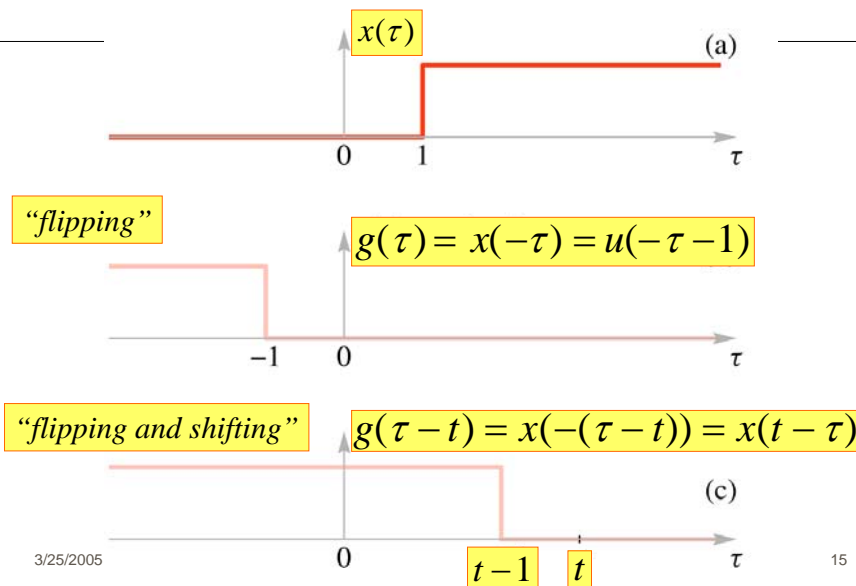 x(τ)
(a)
0 1 τ
“flipping”
g(τ) = x(−τ) = u(−τ −1)
−1 0 τ
“flipping and shifting”
g(τ − t) = x(−(τ − t)) = x(t − τ)
(c)
3/25/2005
0 t −1 t τ
15